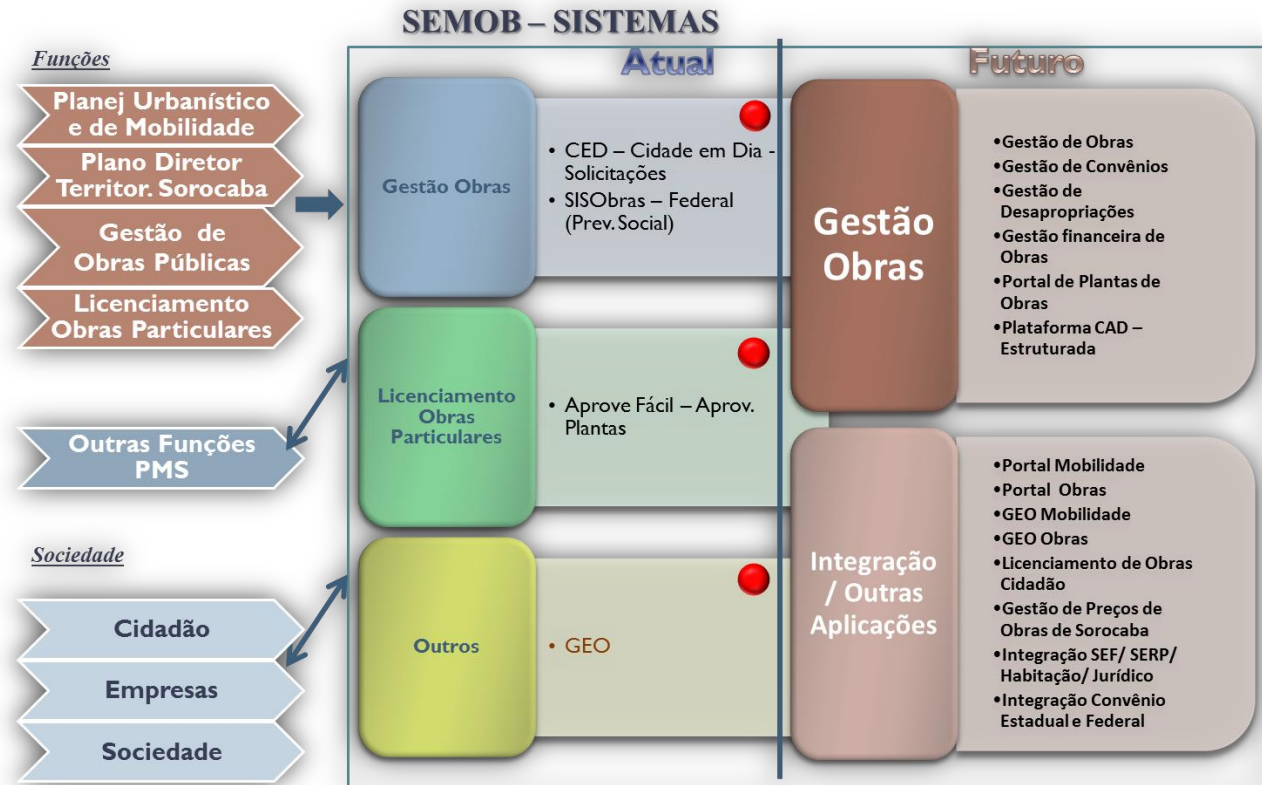 SEMOB – SISTEMAS
Atual
Futuro
Funções
Planej Urbanístico
e de Mobilidade
Plano Diretor
Territor. Sorocaba
Gestão de
Obras Públicas
Licenciamento
Obras Particulares
Outras Funções
PMS
Sociedade
Cidadão
Empresas
Sociedade
Gestão Obras
• CED – Cidade em Dia -
Solicitações
• SISObras – Federal
(Prev. Social)
Licenciamento
Obras
Particulares
• Aprove Fácil – Aprov.
Plantas
Outros
• GEO
Gestão
Obras
•Gestão de Obras
•Gestão de Convênios
•Gestão de
Desapropriações
•Gestão financeira de
Obras
•Portal de Plantas de
Obras
•Plataforma CAD –
Estruturada
Integração
/ Outras
Aplicações
•Portal Mobilidade
•Portal Obras
•GEO Mobilidade
•GEO Obras
•Licenciamento de Obras
Cidadão
•Gestão de Preços de
Obras de Sorocaba
•Integração SEF/ SERP/
Habitação/ Jurídico
•Integração Convênio
Estadual e Federal